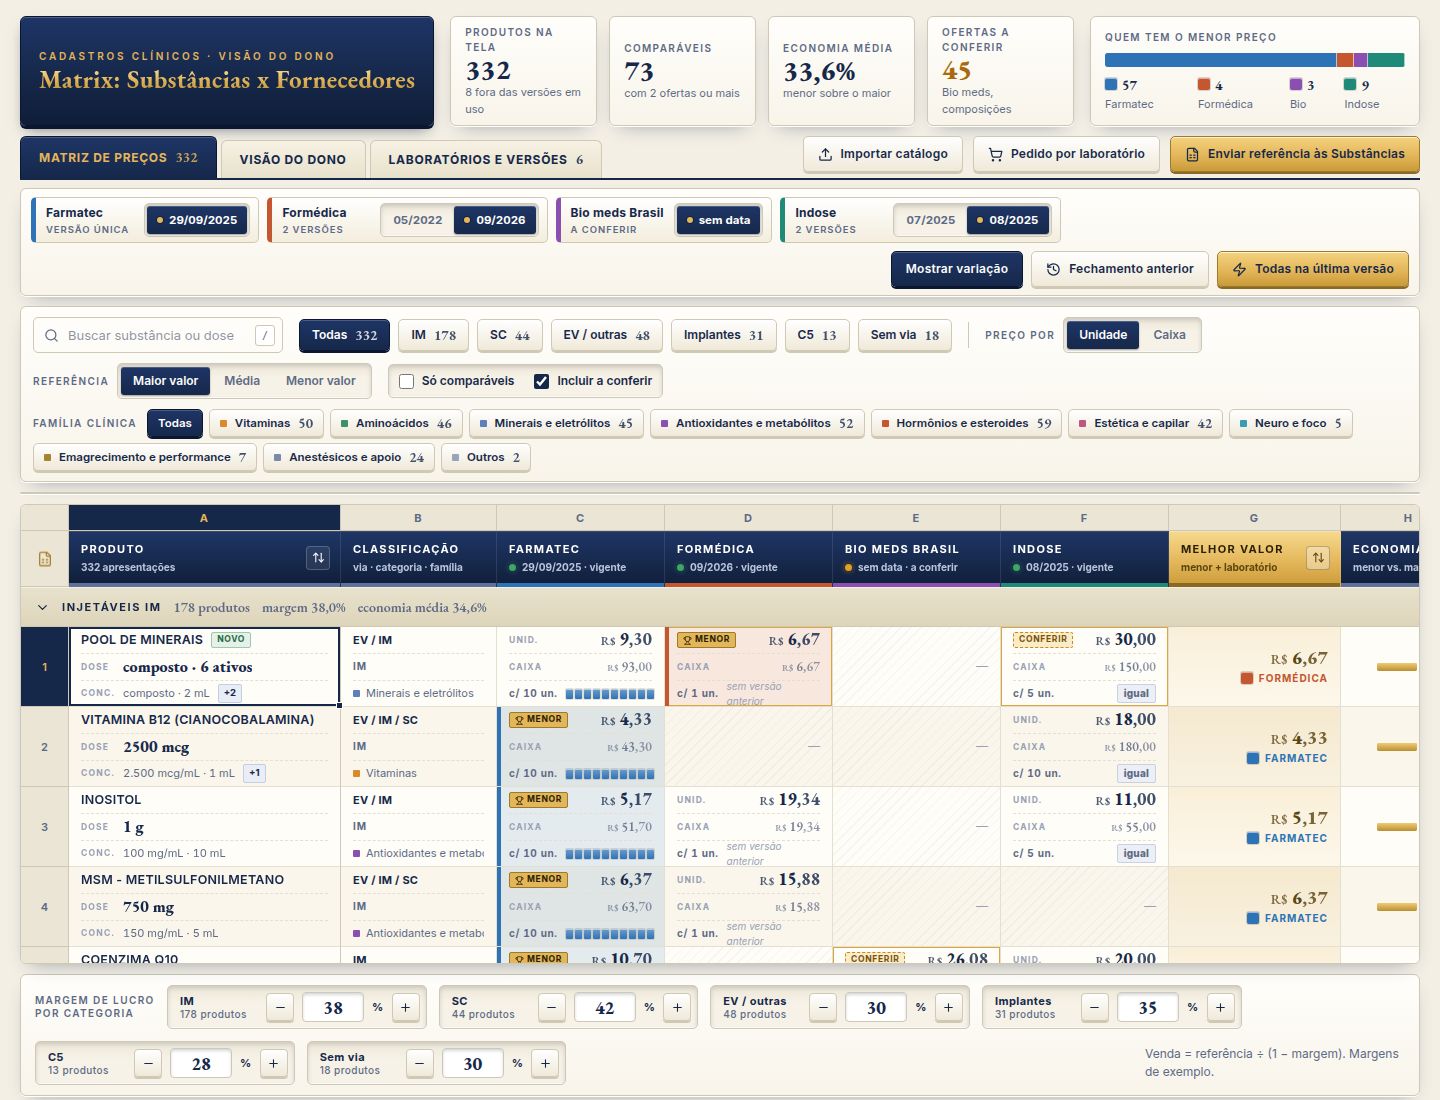 CADASTROS CLÍNICOS · VISÃO DO DONO
Matrix: Substâncias x Fornecedores
PRODUTOS NA TELA
332
8 fora das versões em uso
COMPARÁVEIS
73
com 2 ofertas ou mais
ECONOMIA MÉDIA
33,6%
menor sobre o maior
OFERTAS A CONFERIR
45
Bio meds, composições
QUEM TEM O MENOR PREÇO
57 Farmatec
4 Formédica
3 Bio
9 Indose
MATRIZ DE PREÇOS 332
VISÃO DO DONO
LABORATÓRIOS E VERSÕES 6
Importar catálogo
Pedido por laboratório
Enviar referência às Substâncias
Farmatec VERSÃO ÚNICA 29/09/2025
Formédica 2 VERSÕES 05/2022 09/2026
Bio meds Brasil A CONFERIR sem data
Indose 2 VERSÕES 07/2025 08/2025
Mostrar variação
Fechamento anterior
Todas na última versão
Buscar substância ou dose /
Todas 332
IM 178
SC 44
EV / outras 48
Implantes 31
C5 13
Sem via 18
PREÇO POR Unidade Caixa
REFERÊNCIA Maior valor Média Menor valor
Só comparáveis Incluir a conferir
FAMÍLIA CLÍNICA Todas
Vitaminas 50
Aminoácidos 46
Minerais e eletrólitos 45
Antioxidantes e metabólitos 52
Hormônios e esteroides 59
Estética e capilar 42
Neuro e foco 5
Emagrecimento e performance 7
Anestésicos e apoio 24
Outros 2
A B C D E F G H
PRODUTO
332 apresentações
CLASSIFICAÇÃO
via · categoria · família
FARMATEC
29/09/2025 · vigente
FORMÉDICA
09/2026 · vigente
BIO MEDS BRASIL
sem data · a conferir
INDOSE
08/2025 · vigente
MELHOR VALOR
menor + laboratório
ECONOMIA
menor vs. ma
INJETÁVEIS IM 178 produtos margem 38,0% economia média 34,6%
1
POOL DE MINERAIS NOVO
DOSE composto · 6 ativos
CONC. composto · 2 mL +2
EV / IM
IM
Minerais e eletrólitos
UNID. R$ 9,30
CAIXA R$ 93,00
c/ 10 un.
MENOR R$ 6,67
CAIXA R$ 6,67
c/ 1 un. sem versão anterior
—
CONFERIR R$ 30,00
CAIXA R$ 150,00
c/ 5 un. igual
R$ 6,67
FORMÉDICA
2
VITAMINA B12 (CIANOCOBALAMINA)
DOSE 2500 mcg
CONC. 2.500 mcg/mL · 1 mL +1
EV / IM / SC
IM
Vitaminas
MENOR R$ 4,33
CAIXA R$ 43,30
c/ 10 un.
—
—
UNID. R$ 18,00
CAIXA R$ 180,00
c/ 10 un. igual
R$ 4,33
FARMATEC
3
INOSITOL
DOSE 1 g
CONC. 100 mg/mL · 10 mL
EV / IM
IM
Antioxidantes e metabo
MENOR R$ 5,17
CAIXA R$ 51,70
c/ 10 un.
UNID. R$ 19,34
CAIXA R$ 19,34
c/ 1 un. sem versão anterior
—
UNID. R$ 11,00
CAIXA R$ 55,00
c/ 5 un. igual
R$ 5,17
FARMATEC
4
MSM - METILSULFONILMETANO
DOSE 750 mg
CONC. 150 mg/mL · 5 mL
EV / IM / SC
IM
Antioxidantes e metabo
MENOR R$ 6,37
CAIXA R$ 63,70
c/ 10 un.
UNID. R$ 15,88
CAIXA R$ 15,88
c/ 1 un. sem versão anterior
—
—
R$ 6,37
FARMATEC
COENZIMA Q10
IM
MENOR R$ 10,70
CONFERIR R$ 26,08
UNID. R$ 20,00
MARGEM DE LUCRO
POR CATEGORIA
IM 178 produtos − 38 % +
SC 44 produtos − 42 % +
EV / outras 48 produtos − 30 % +
Implantes 31 produtos − 35 % +
C5 13 produtos − 28 % +
Sem via 18 produtos − 30 % +
Venda = referência ÷ (1 − margem). Margens
de exemplo.